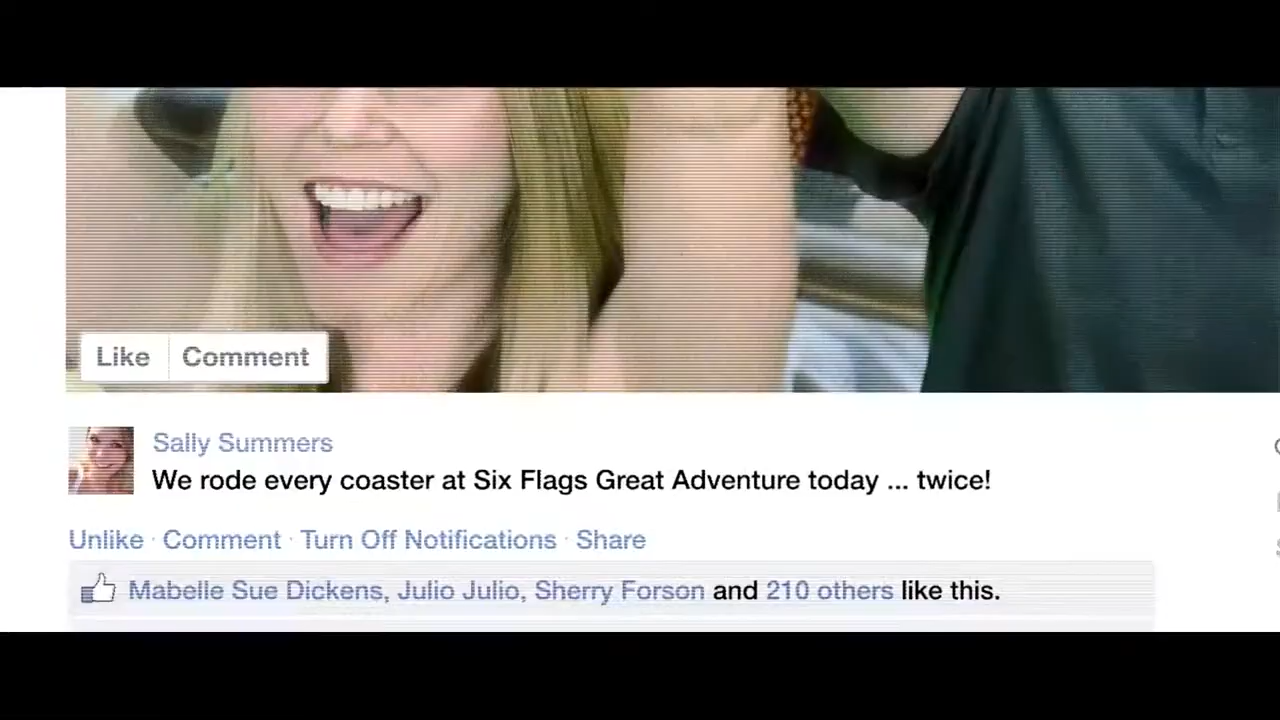 Like Comment
Sally Summers
We rode every coaster at Six Flags Great Adventure today ... twice!
Unlike · Comment · Turn Off Notifications · Share
Mabelle Sue Dickens, Julio Julio, Sherry Forson and 210 others like this.